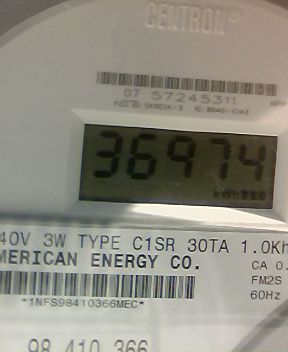 CENTRON®
07 57245311
36974
kWh
40V 3W TYPE C1SR 30TA 1.0Kh
MERICAN ENERGY CO.
CA 0.
FM2S
*1NFS98410366MEC*
60Hz
98 410 366